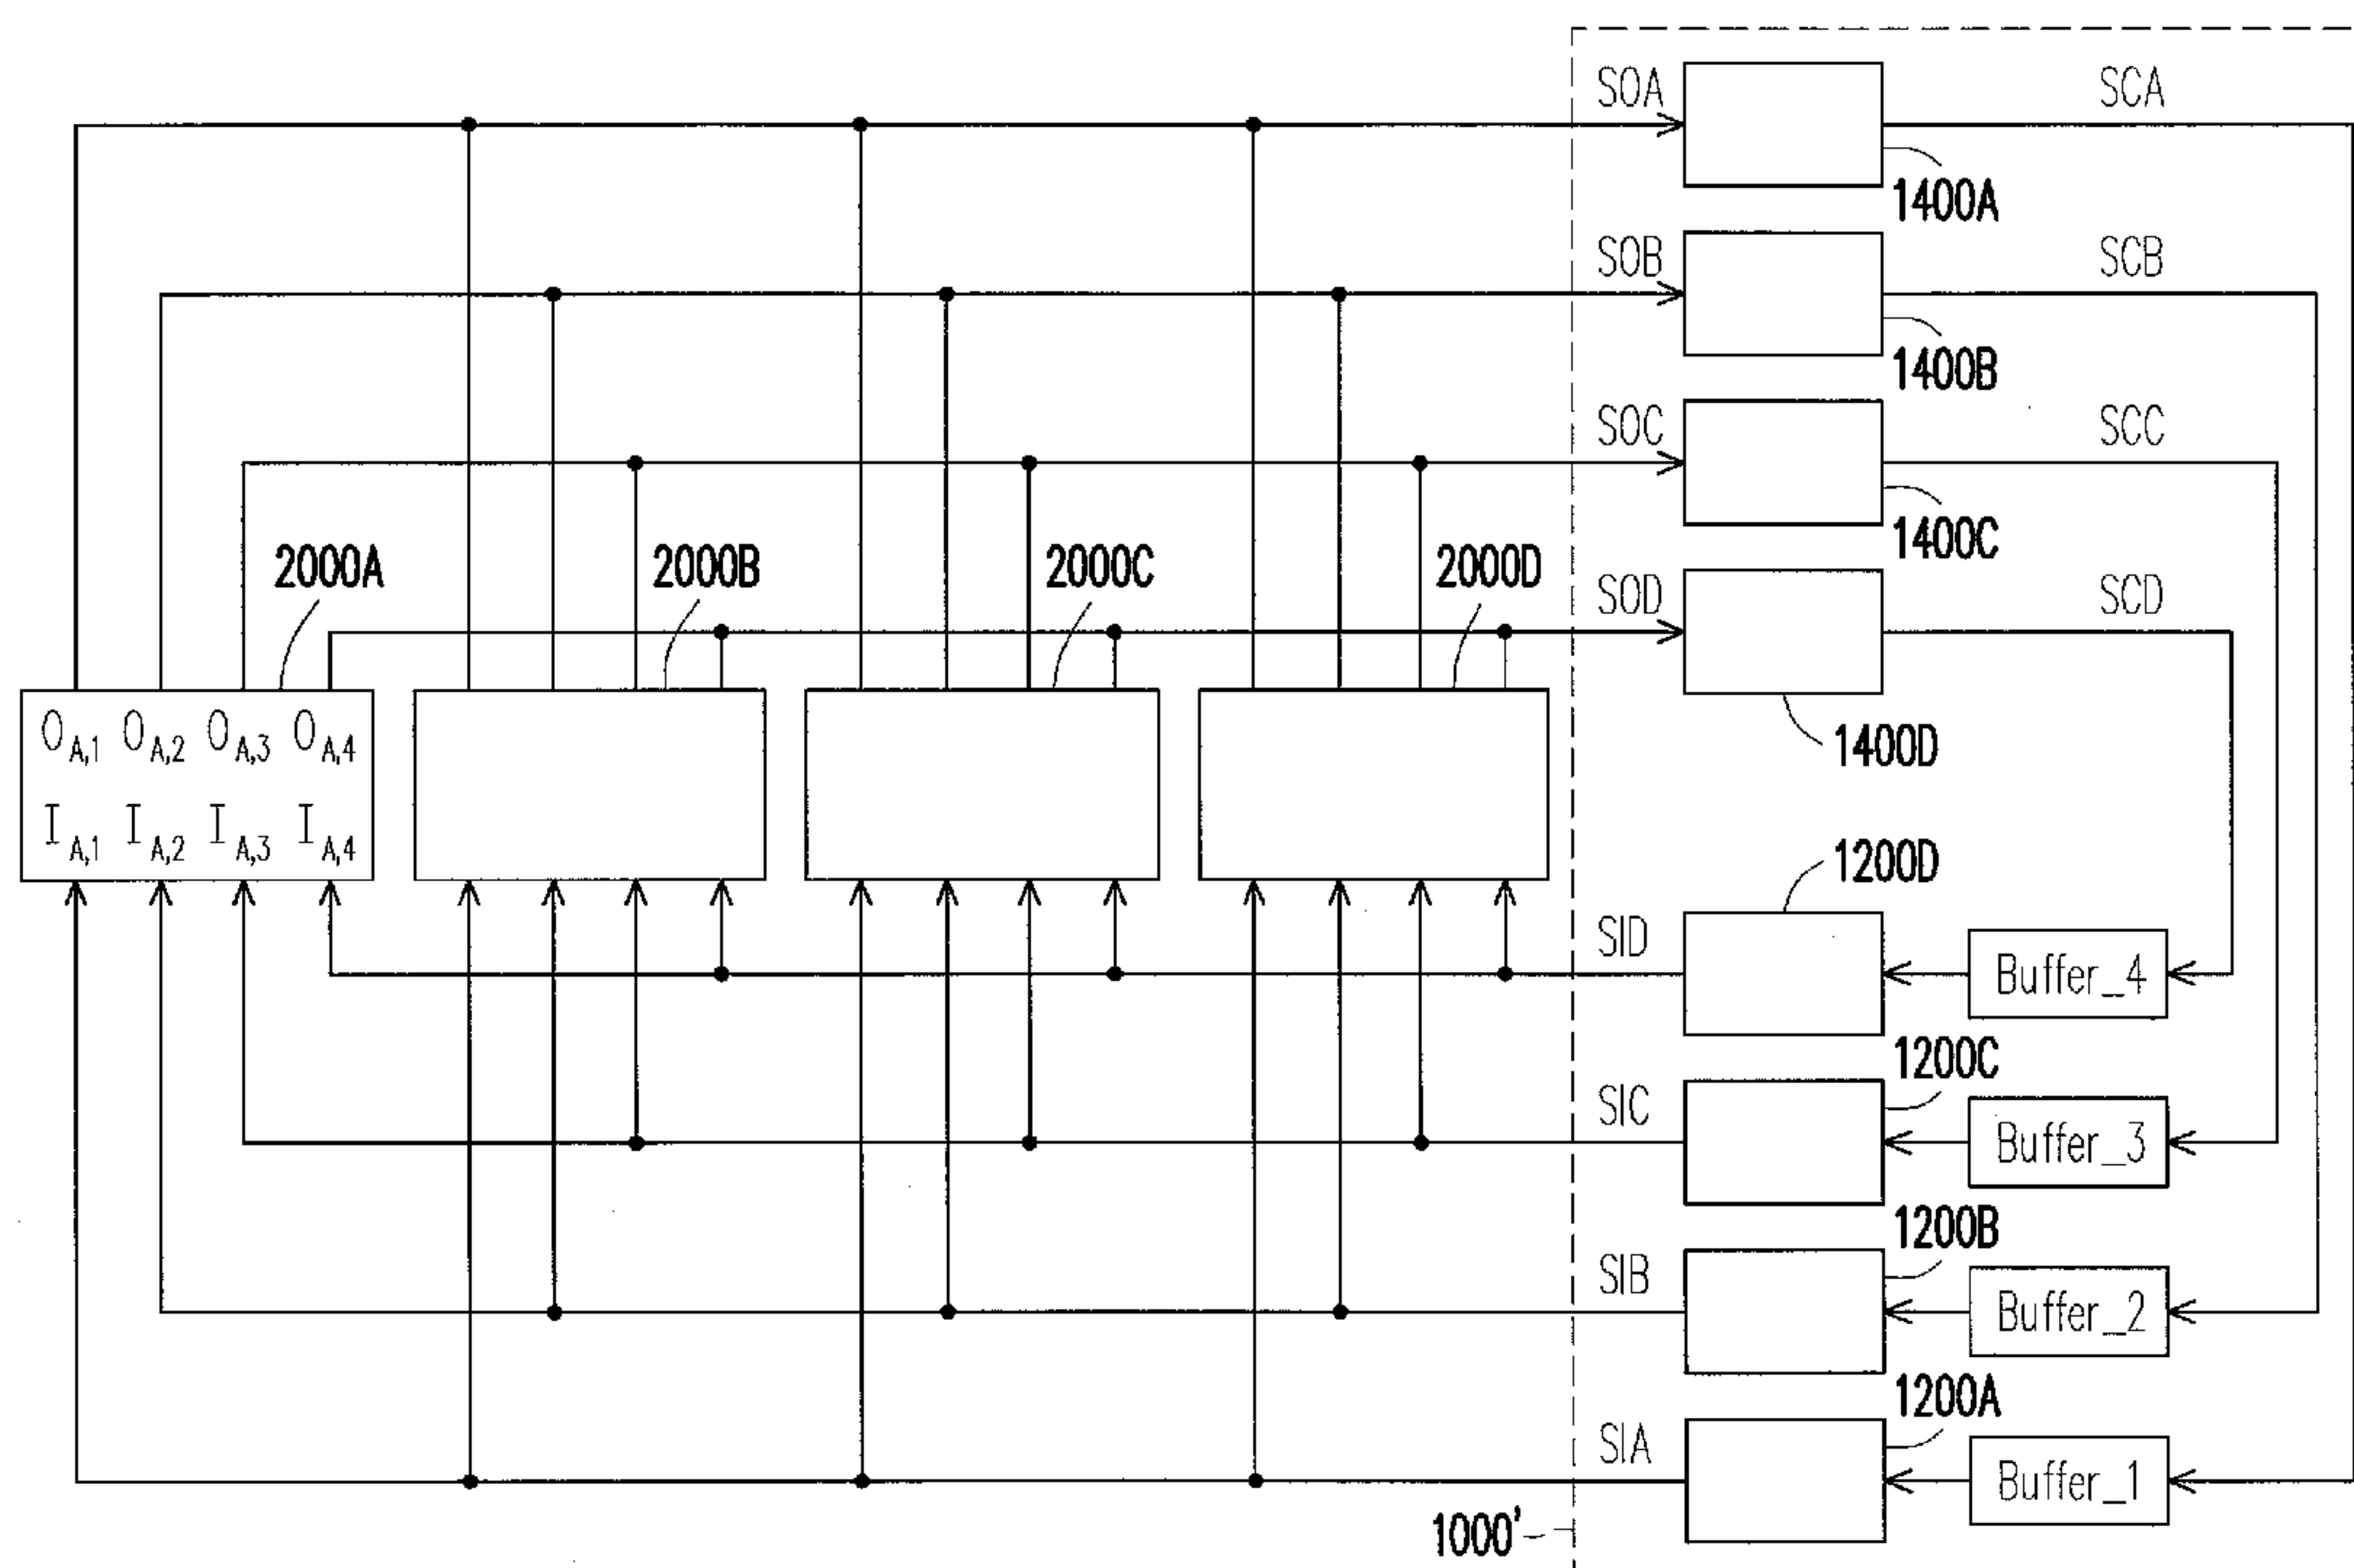 SOA SCA
1400A
SOB SCB
1400B
SOC SCC
1400C
2000A 2000B 2000C 2000D SOD SCD
1400D
O A,1 O A,2 O A,3 O A,4
I A,1 I A,2 I A,3 I A,4
1200D
SID Buffer_4
1200C
SIC Buffer_3
1200B
SIB Buffer_2
1200A
SIA Buffer_1
1000'